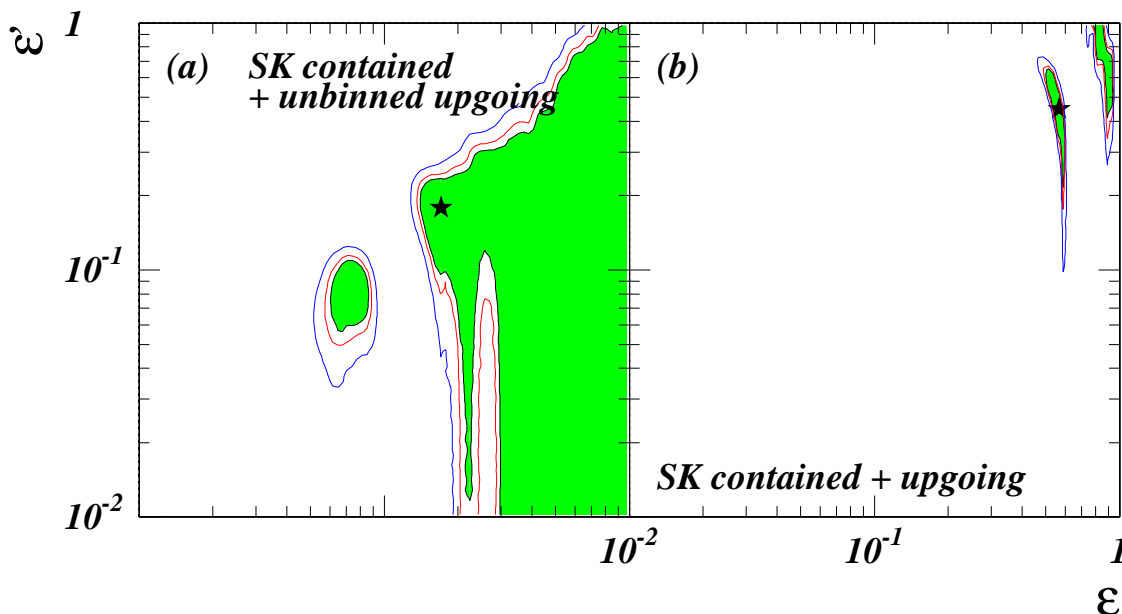 ε'
1
(a) SK contained
+ unbinned upgoing
(b)
10^-1
SK contained + upgoing
10^-2
10^-2
10^-1
1
ε